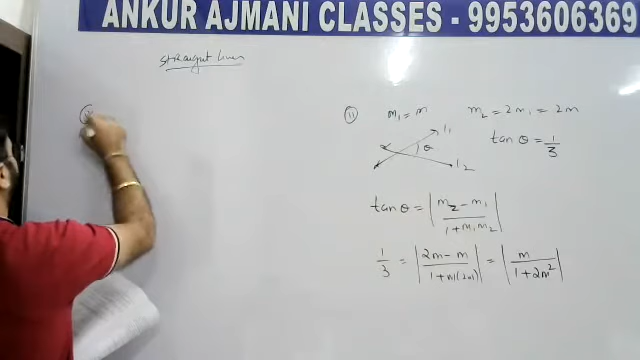 ANKUR AJMANI CLASSES - 9953606369
straight lines
(11) m₁ = m m₂ = 2m₁ = 2m
l₁
θ
l₂
tan θ = 1/3
tan θ = | (m₂ - m₁) / (1 + m₁m₂) |
1/3 = | (2m - m) / (1 + m(2m)) | = | m / (1 + 2m²) |